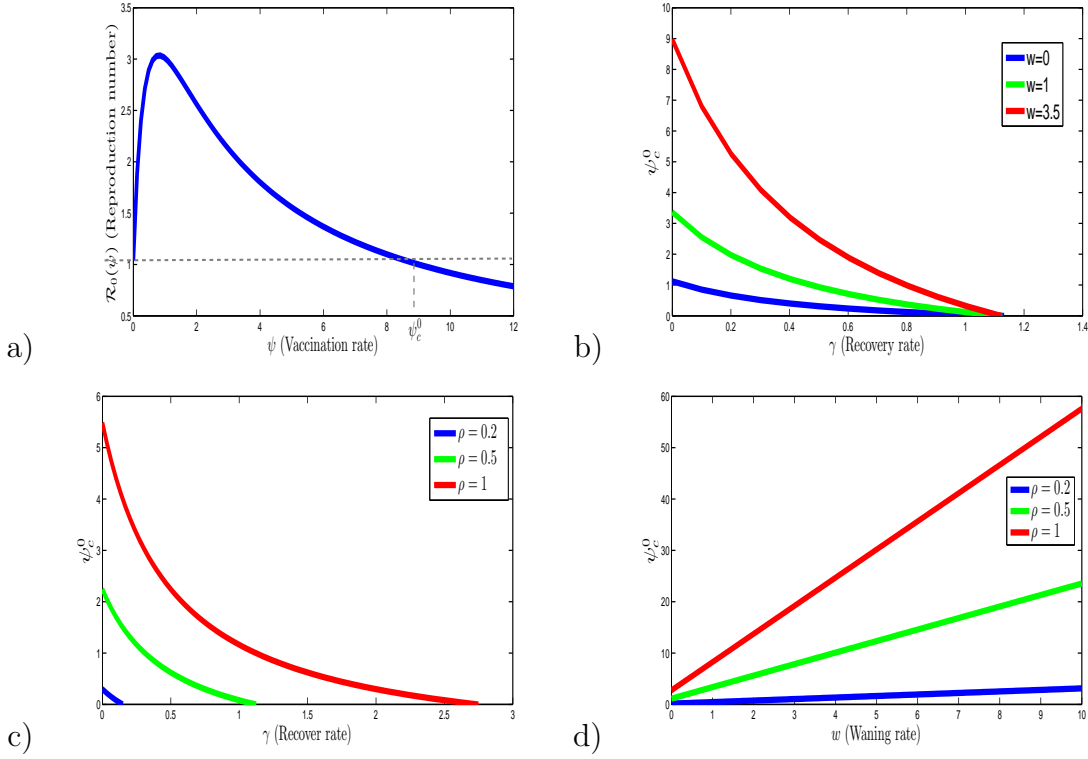 a)
R₀(ψ) (Reproduction number)
3.5
3
2.5
2
1.5
1
0.5
0 2 4 6 8 10 12
ψ_c^0
ψ (Vaccination rate)
b)
ψ_c^0
10
9
8
7
6
5
4
3
2
1
0
0 0.2 0.4 0.6 0.8 1 1.2 1.4
γ (Recovery rate)
w=0
w=1
w=3.5
c)
ψ_c^0
6
5
4
3
2
1
0
0 0.5 1 1.5 2 2.5 3
γ (Recover rate)
ρ = 0.2
ρ = 0.5
ρ = 1
d)
ψ_c^0
60
50
40
30
20
10
0
0 1 2 3 4 5 6 7 8 9 10
w (Waning rate)
ρ = 0.2
ρ = 0.5
ρ = 1